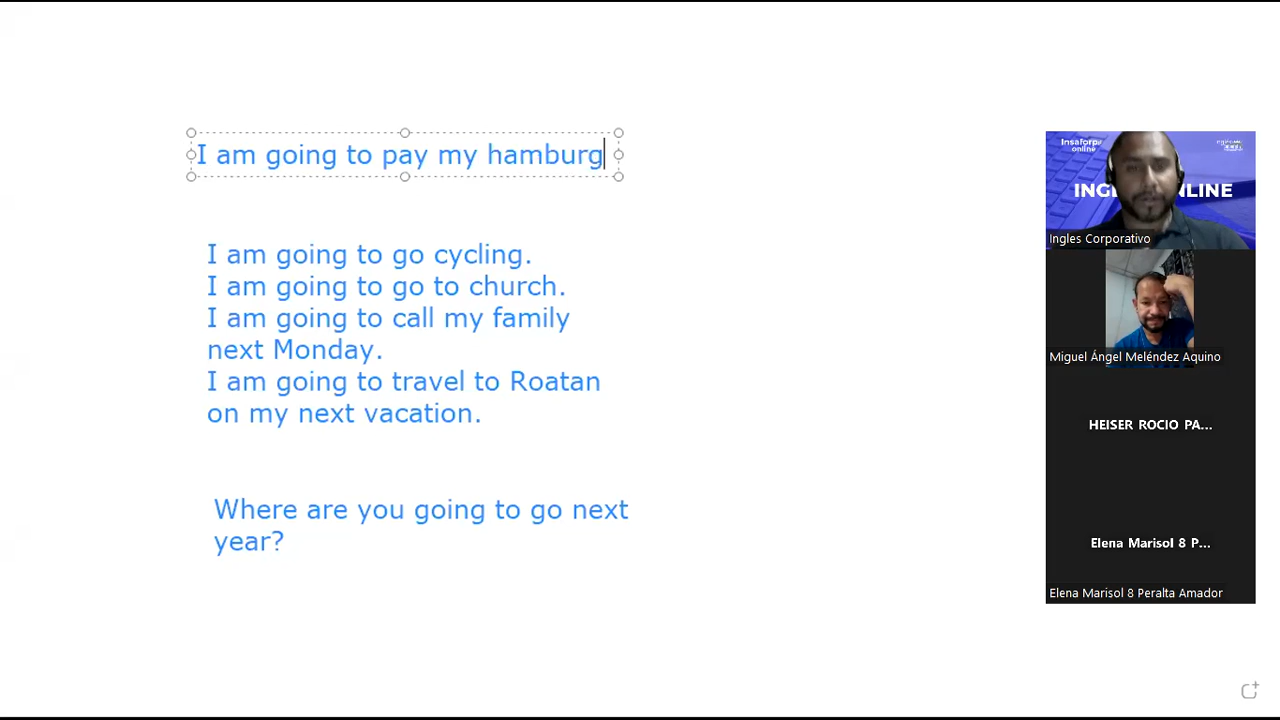 I am going to pay my hamburg
I am going to go cycling.
I am going to go to church.
I am going to call my family
next Monday.
I am going to travel to Roatan
on my next vacation.
Where are you going to go next
year?
Insaforp
online
Ingles Corporativo
Miguel Ángel Meléndez Aquino
HEISER ROCIO PA...
Elena Marisol 8 P...
Elena Marisol 8 Peralta Amador